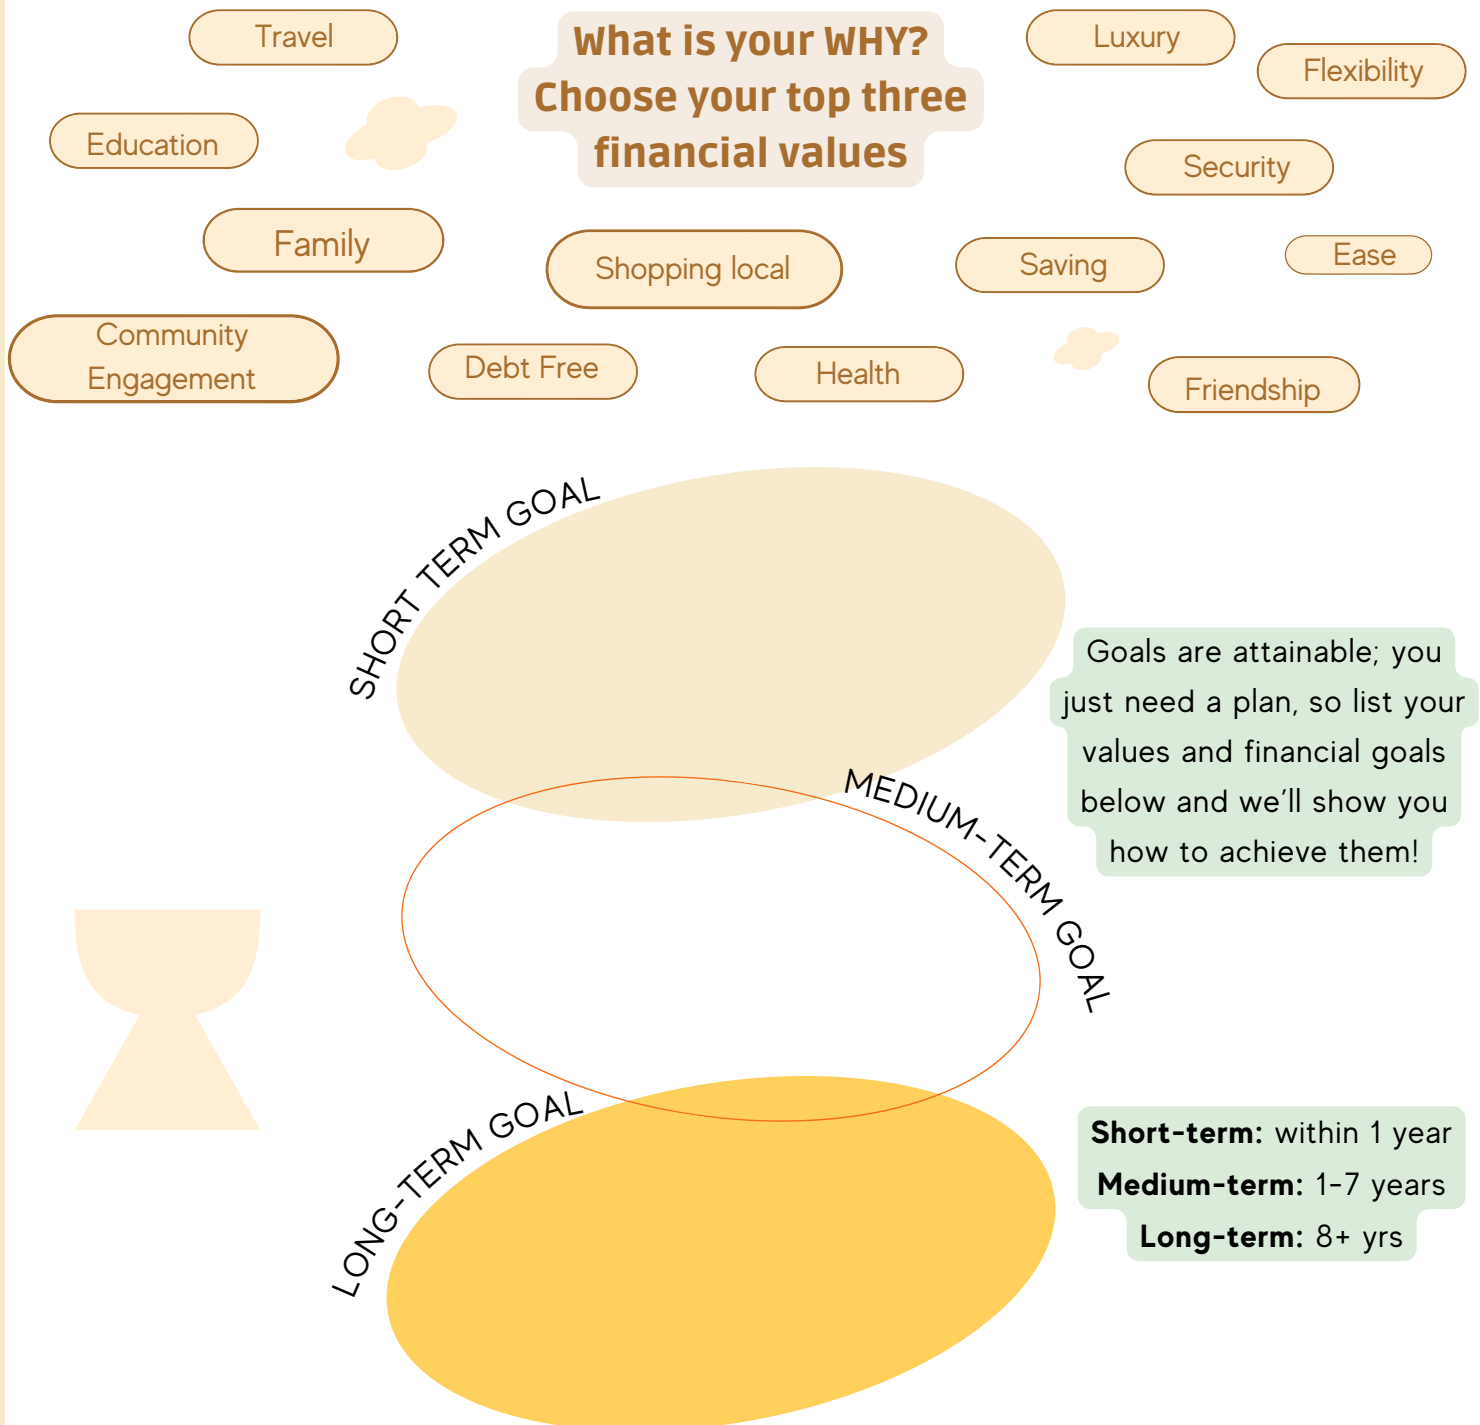 What is your WHY?
Choose your top three
financial values
Travel
Luxury
Flexibility
Education
Security
Family
Shopping local
Saving
Ease
Community
Engagement
Debt Free
Health
Friendship
SHORT TERM GOAL
Goals are attainable; you
just need a plan, so list your
values and financial goals
below and we'll show you
how to achieve them!
MEDIUM-TERM GOAL
LONG-TERM GOAL
Short-term: within 1 year
Medium-term: 1-7 years
Long-term: 8+ yrs